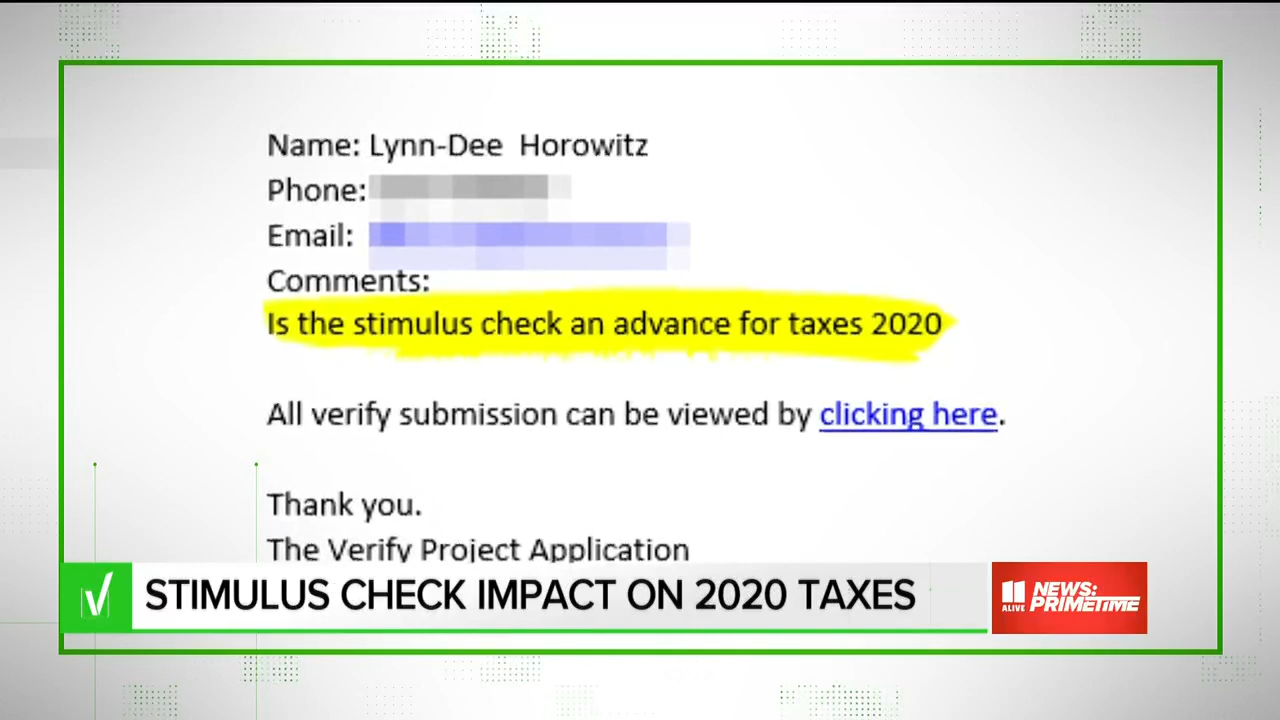 Name: Lynn-Dee  Horowitz
Phone:
Email:
Comments:
Is the stimulus check an advance for taxes 2020
All verify submission can be viewed by clicking here.
Thank you.
The Verify Project Application
STIMULUS CHECK IMPACT ON 2020 TAXES
11 ALIVE NEWS: PRIMETIME